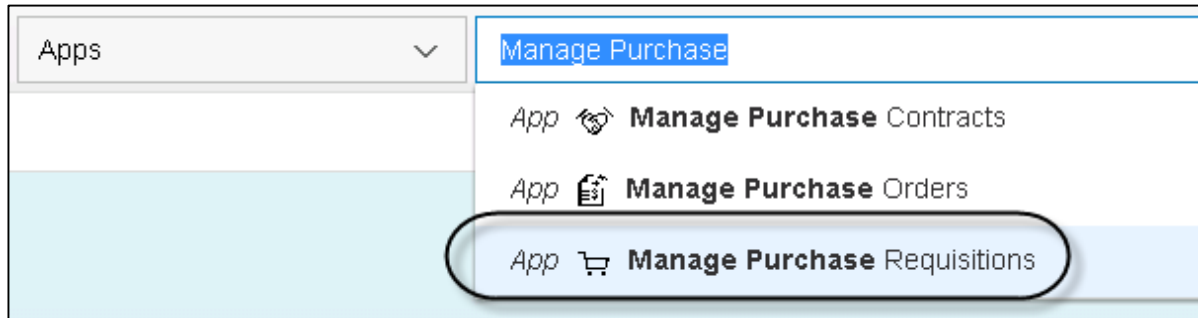 Apps
Manage Purchase
App Manage Purchase Contracts
App Manage Purchase Orders
App Manage Purchase Requisitions